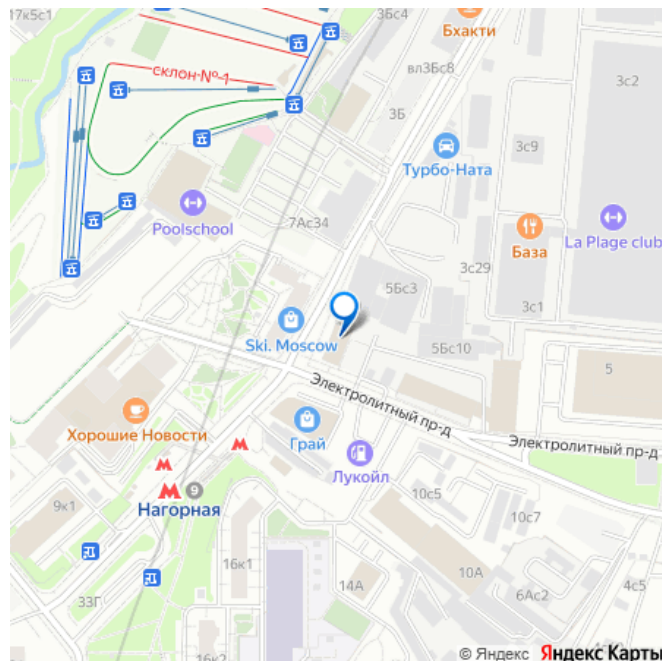 17к5с1
3Бс4
Бхакти
вл3Бс8
склон № 1
3с2
3Б
3с9
Турбо-Ната
Poolschool
7Ас34
База
La Plage club
3с29
5Бс3
3с1
Ski. Moscow
5Бс10
5
Электролитный пр-д
Хорошие Новости
Грай
Электролитный пр-д
Лукойл
9
Нагорная
10с5
9к1
10с7
16к1
10А
33Г
14А
6Ас2
4с5
16к2
© Яндекс Яндекс Карты